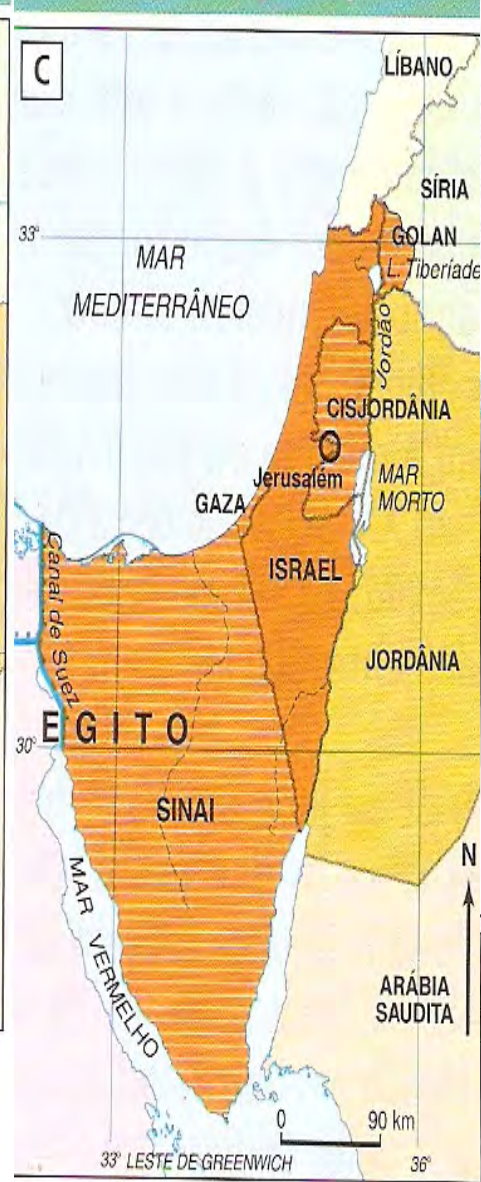 C
LÍBANO
SÍRIA
33°
GOLAN
MAR
MEDITERRÂNEO
L. Tiberíade
Jordão
CISJORDÂNIA
Jerusalém
MAR
MORTO
GAZA
ISRAEL
Canal de Suez
JORDÂNIA
EGITO
30°
SINAI
N
MAR VERMELHO
ARÁBIA
SAUDITA
0 90 km
33° LESTE DE GREENWICH
36°